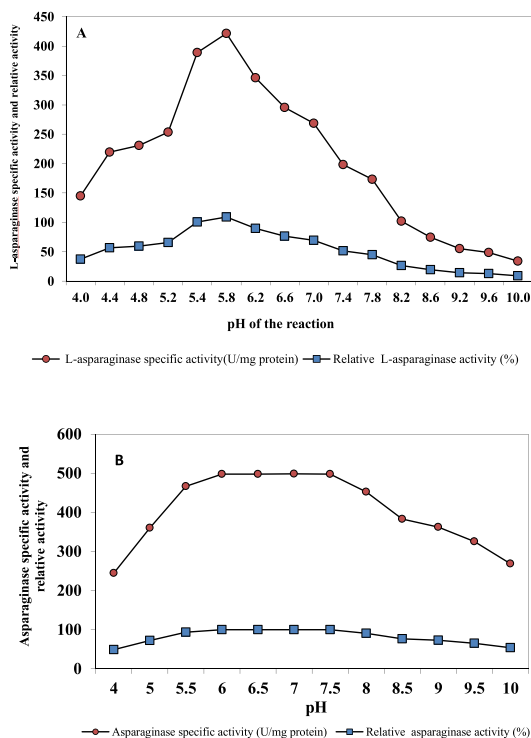 A
L-asparaginase specific activity and relative activity
450
400
350
300
250
200
150
100
50
0
4.0 4.4 4.8 5.2 5.4 5.8 6.2 6.6 7.0 7.4 7.8 8.2 8.6 9.2 9.6 10.0
pH of the reaction
L-asparaginase specific activity(U/mg protein) Relative L-asparaginase activity (%)
B
Asparaginase specific activity and
relative activity
600
500
400
300
200
100
0
4 5 5.5 6 6.5 7 7.5 8 8.5 9 9.5 10
pH
Asparaginase specific activity (U/mg protein) Relative asparaginase activity (%)